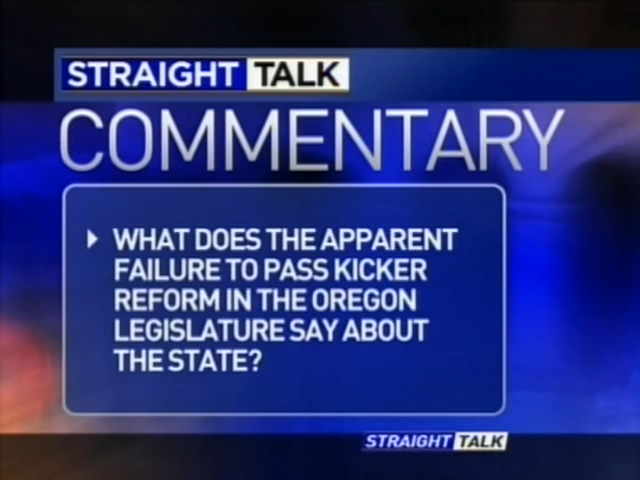 STRAIGHT TALK
COMMENTARY
WHAT DOES THE APPARENT
FAILURE TO PASS KICKER
REFORM IN THE OREGON
LEGISLATURE SAY ABOUT
THE STATE?
STRAIGHT TALK